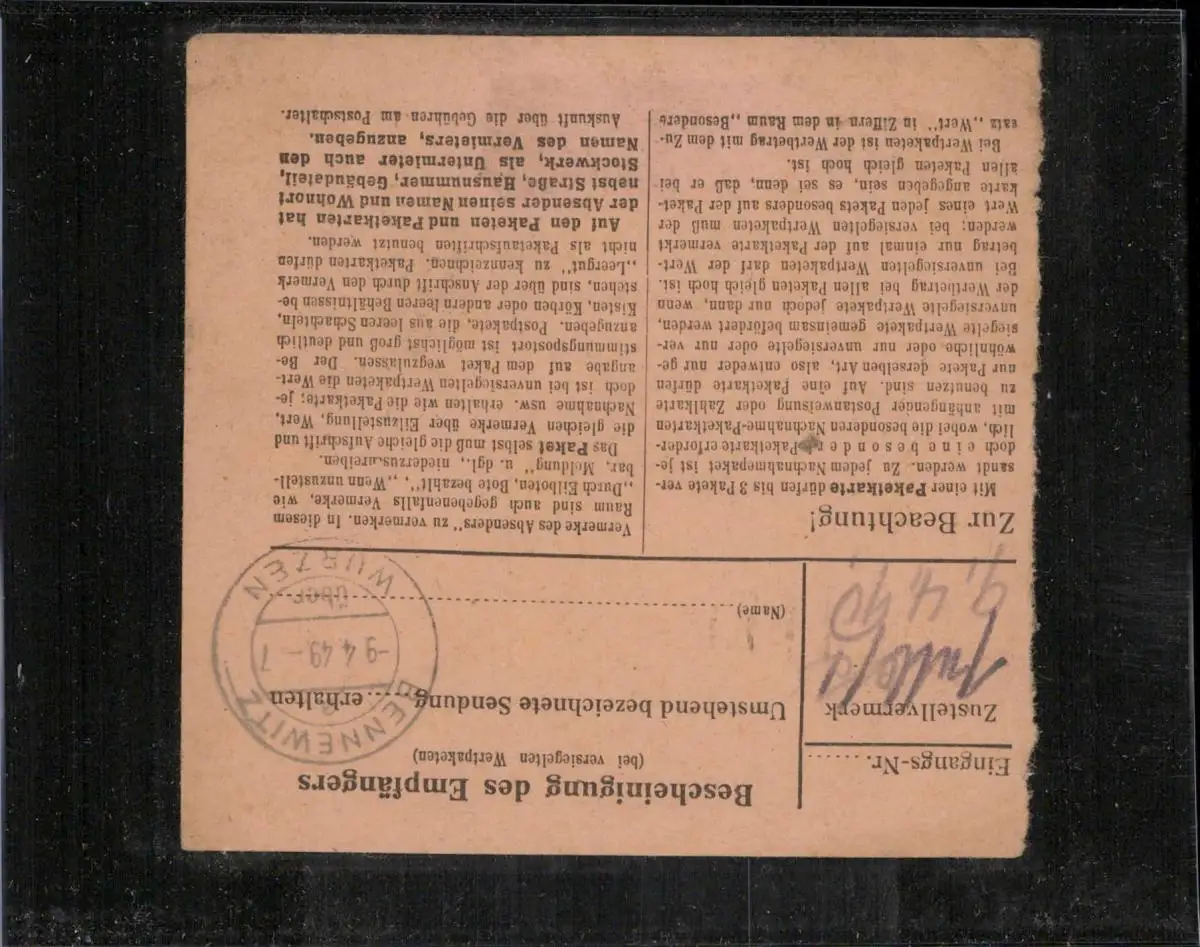 Eingangs-Nr. ........
Zustellvermerk
9. 4. 49
Bescheinigung des Empfängers
(bei versiegelten Wertpaketen)
Umstehend bezeichnete Sendung......erhalten
(Name)
BENNEWITZ
-9.4.49-7
über
WURZEN
Zur Beachtung!
Mit einer Paketkarte dürfen bis 3 Pakete ver-
sandt werden. Zu jedem Nachnahmepaket ist je-
doch eine besondere Paketkarte erforder-
lich, wobei die besonderen Nachnahme-Paketkarten
mit anhängender Postanweisung oder Zahlkarte
zu benutzen sind. Auf eine Paketkarte dürfen
nur Pakete derselben Art, also entweder nur ge-
wöhnliche oder nur unversiegelte oder nur ver-
siegelte Wertpakete gemeinsam befördert werden,
unversiegelte Wertpakete jedoch nur dann, wenn
der Wertbetrag bei allen Paketen gleich hoch ist.
Bei unversiegelten Wertpaketen darf der Wert-
betrag nur einmal auf der Paketkarte vermerkt
werden; bei versiegelten Wertpaketen muß der
Wert eines jeden Pakets besonders auf der Paket-
karte angegeben sein, es sei denn, daß er bei
allen Paketen gleich hoch ist.
Bei Wertpaketen ist der Wertbetrag mit dem Zu-
satz „Wert“ in Ziffern in dem Raum „Besondere
Vermerke des Absenders“ zu vermerken. In diesem
Raum sind auch gegebenenfalls Vermerke, wie
„Durch Eilboten, Bote bezahlt“, „Wenn unzustell-
bar, Meldung“ u. dgl., niederzuschreiben.
Das Paket selbst muß die gleiche Aufschrift und
die gleichen Vermerke über Eilzustellung, Wert,
Nachnahme usw. erhalten wie die Paketkarte; je-
doch ist bei unversiegelten Wertpaketen die Wert-
angabe auf dem Paket wegzulassen. Der Be-
stimmungspostort ist möglichst groß und deutlich
anzugeben. Postpakete, die aus leeren Schachteln,
Kisten, Körben oder andern leeren Behältnissen be-
stehen, sind über der Anschrift durch den Vermerk
„Leergut“ zu kennzeichnen. Paketkarten dürfen
nicht als Paketaufschriften benutzt werden.
Auf den Paketen und Paketkarten hat
der Absender seinen Namen und Wohnort
nebst Straße, Hausnummer, Gebäudeteil,
Stockwerk, als Untermieter auch den
Namen des Vermieters, anzugeben.
Auskunft über die Gebühren am Postschalter.